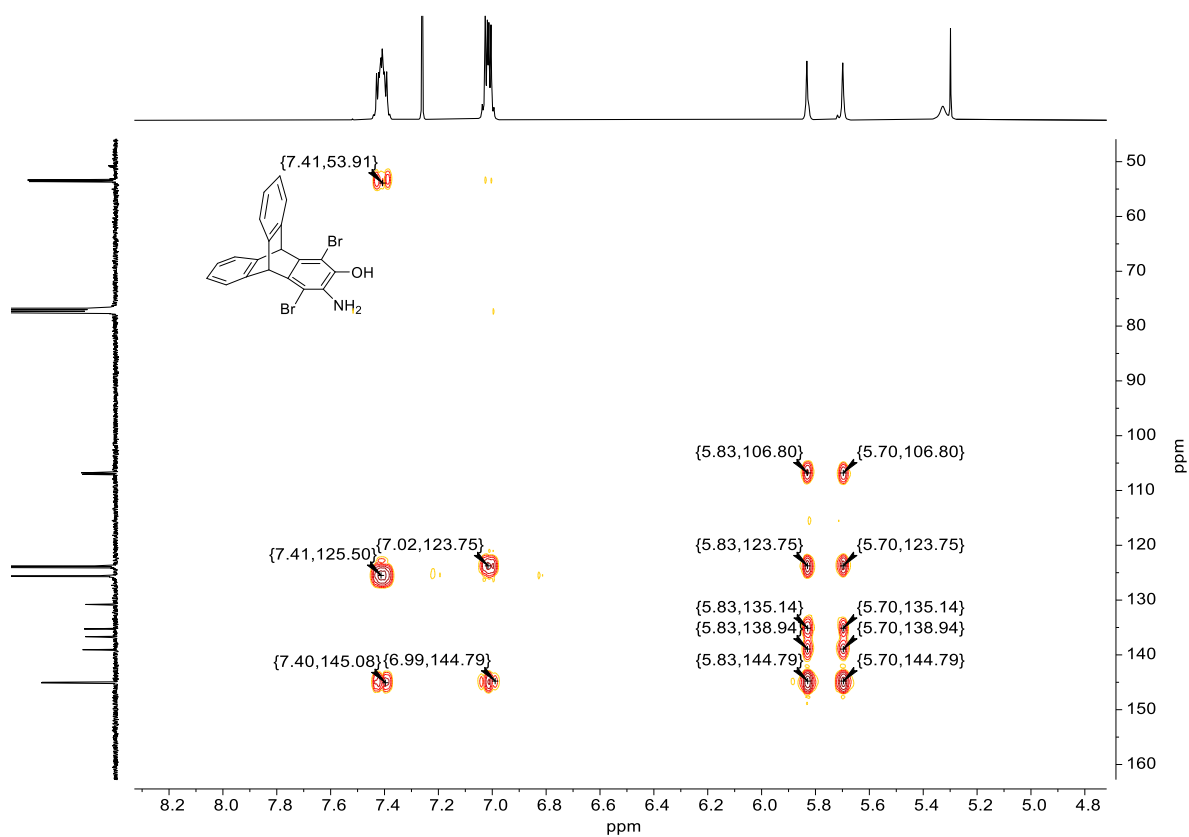 {7.41,53.91}
Br
OH
NH2
Br
{5.83,106.80} {5.70,106.80}
{7.41,125.50} {7.02,123.75} {5.83,123.75} {5.70,123.75}
{5.83,135.14} {5.70,135.14}
{5.83,138.94} {5.70,138.94}
{7.40,145.08} {6.99,144.79} {5.83,144.79} {5.70,144.79}
50
60
70
80
90
100
110
120
130
140
150
160
ppm
8.2 8.0 7.8 7.6 7.4 7.2 7.0 6.8 6.6 6.4 6.2 6.0 5.8 5.6 5.4 5.2 5.0 4.8
ppm